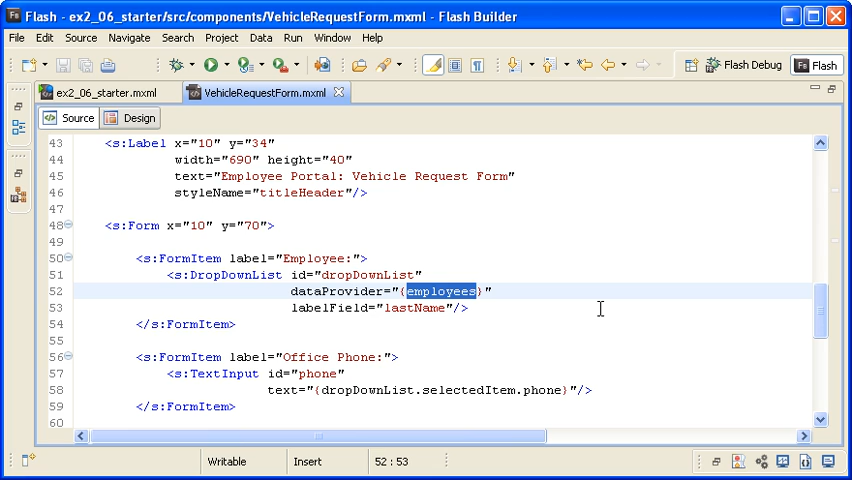 Flash - ex2_06_starter/src/components/VehicleRequestForm.mxml - Flash Builder
File Edit Source Navigate Search Project Data Run Window Help
Flash Debug Flash
ex2_06_starter.mxml VehicleRequestForm.mxml
Source Design
43 <s:Label x="10" y="34"
44 width="690" height="40"
45 text="Employee Portal: Vehicle Request Form"
46 styleName="titleHeader"/>
47
48 <s:Form x="10" y="70">
49
50 <s:FormItem label="Employee:">
51 <s:DropDownList id="dropDownList"
52 dataProvider="{employees}"
53 labelField="lastName"/>
54 </s:FormItem>
55
56 <s:FormItem label="Office Phone:">
57 <s:TextInput id="phone"
58 text="{dropDownList.selectedItem.phone}"/>
59 </s:FormItem>
60
Writable Insert 52 : 53